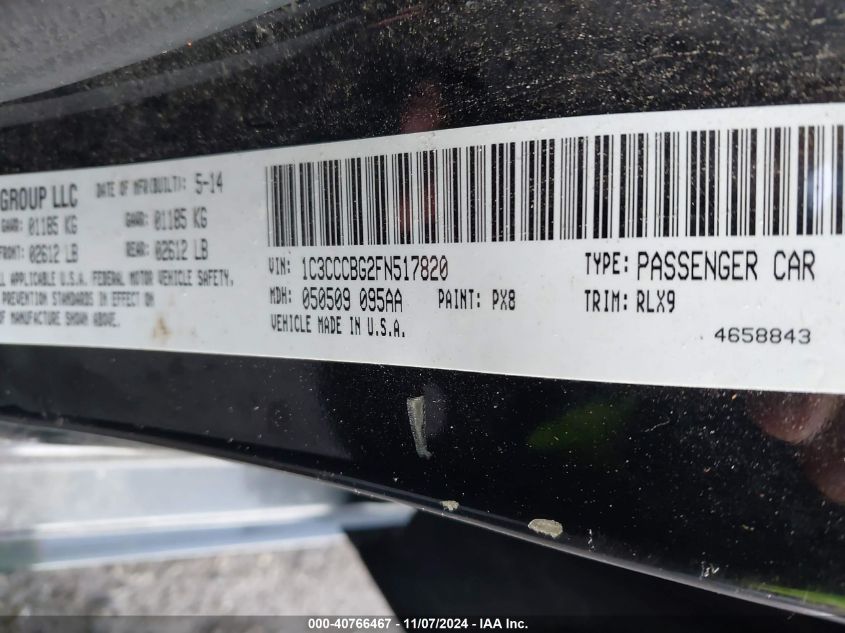 GROUP LLC DATE OF MFR(BUILT): 5-14
GAWR: 01185 KG GAWR: 01185 KG
FRONT: 02612 LB REAR: 02612 LB
ALL APPLICABLE U.S.A. FEDERAL MOTOR VEHICLE SAFETY,
PREVENTION STANDARDS IN EFFECT ON
OF MANUFACTURE SHOWN ABOVE.
VIN: 1C3CCCBG2FN517820 TYPE: PASSENGER CAR
MDH: 050509 095AA PAINT: PX8 TRIM: RLX9
VEHICLE MADE IN U.S.A.
4658843
000-40766467 - 11/07/2024 - IAA Inc.